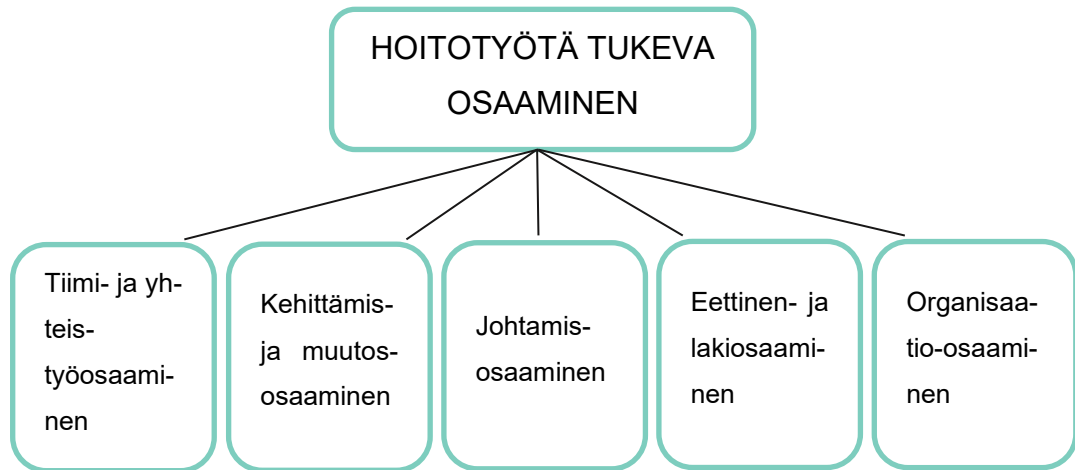 HOITOTYÖTÄ TUKEVA
OSAAMINEN
Tiimi- ja yh-
teis-
työosaami-
nen
Kehittämis-
ja muutos-
osaaminen
Johtamis-
osaaminen
Eettinen- ja
lakiosaami-
nen
Organisaa-
tio-osaami-
nen